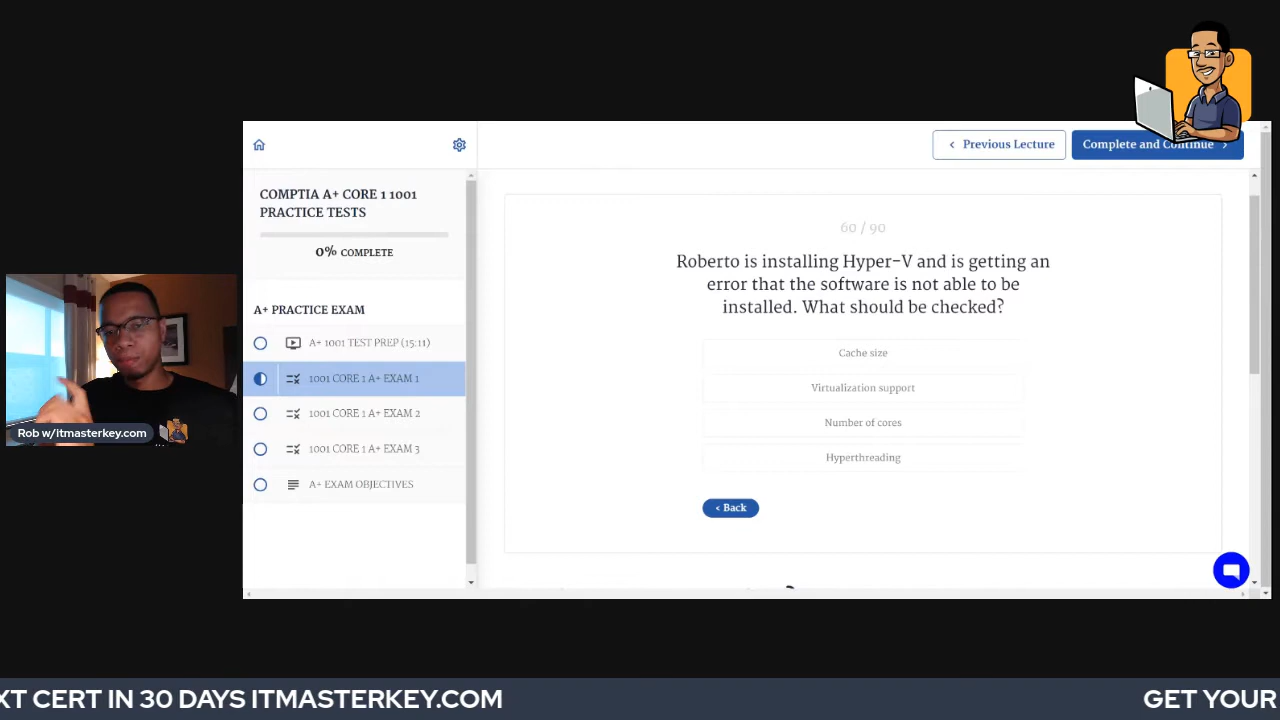 Previous Lecture
Complete and Continue
COMPTIA A+ CORE 1 1001
PRACTICE TESTS
0% COMPLETE
A+ PRACTICE EXAM
A+ 1001 TEST PREP (15:11)
1001 CORE 1 A+ EXAM 1
1001 CORE 1 A+ EXAM 2
1001 CORE 1 A+ EXAM 3
A+ EXAM OBJECTIVES
60 / 90
Roberto is installing Hyper-V and is getting an
error that the software is not able to be
installed. What should be checked?
Cache size
Virtualization support
Number of cores
Hyperthreading
< Back
Rob w/itmasterkey.com
XT CERT IN 30 DAYS ITMASTERKEY.COM
GET YOUR